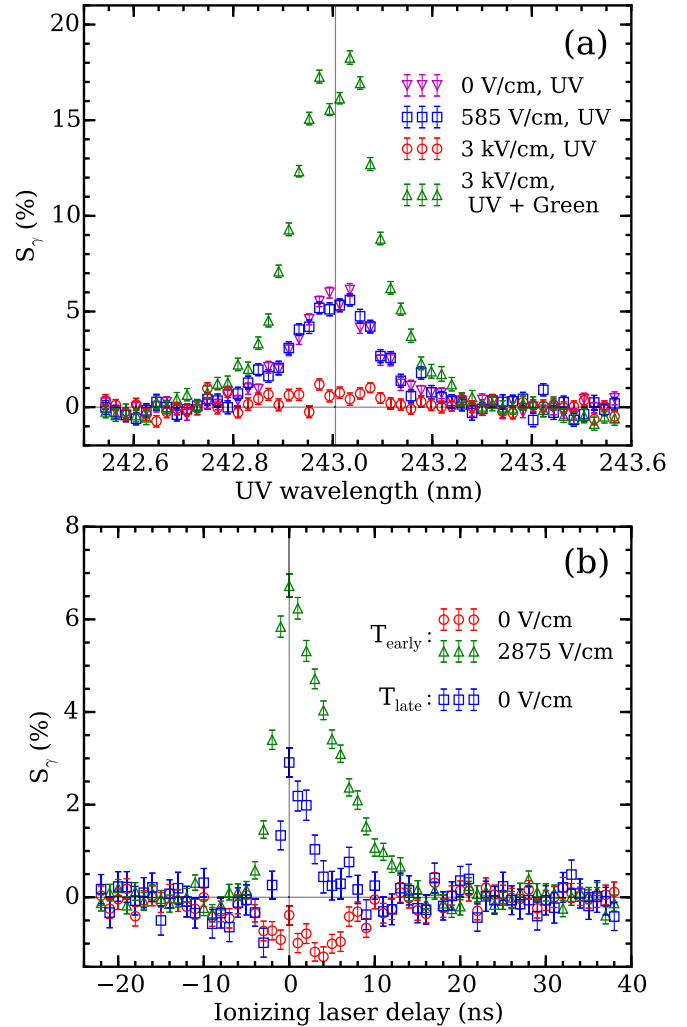 (a)
20
15
10
5
0
S_γ (%)
0 V/cm, UV
585 V/cm, UV
3 kV/cm, UV
3 kV/cm,
UV + Green
242.6 242.8 243.0 243.2 243.4 243.6
UV wavelength (nm)
(b)
8
6
4
2
0
S_γ (%)
T_early: 0 V/cm
2875 V/cm
T_late: 0 V/cm
−20 −10 0 10 20 30 40
Ionizing laser delay (ns)